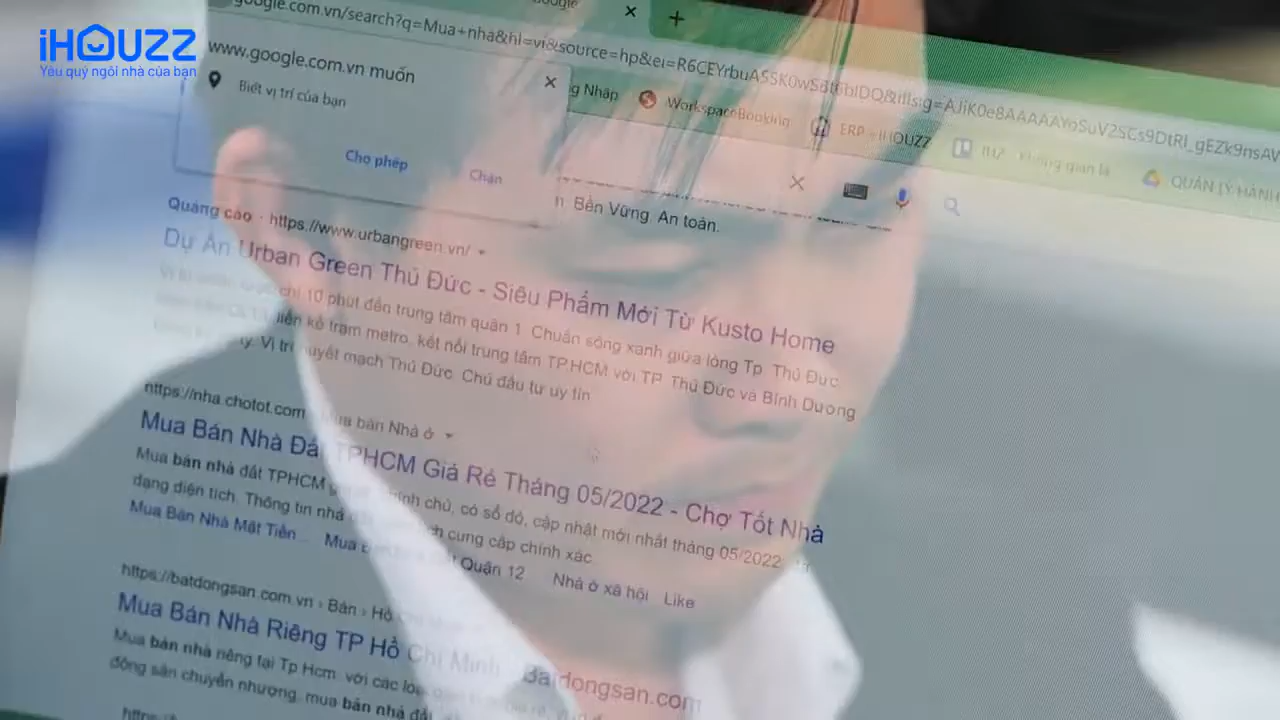 iHOUZZ
Yêu quý ngôi nhà của bạn
google.com.vn/search?q=Mua+nhà&hl=vi&source=hp&ei=
www.google.com.vn muốn
Biết vị trí của bạn
Cho phép
Chặn
ng Nhập
WorkspaceBooking
ERP - IHOUZZ
QUẢN LÝ HÀNH
n. Bền Vững. An toàn.
Quảng cáo · https://www.urbangreen.vn/
Dự Án Urban Green Thủ Đức - Siêu Phẩm Mới Từ Kusto Home
chỉ 10 phút đến trung tâm quận 1. Chuẩn sống xanh giữa lòng Tp. Thủ Đức
liền kề trạm metro, kết nối trung tâm TP.HCM với TP. Thủ Đức và Bình Dương
Vị trí huyết mạch Thủ Đức. Chủ đầu tư uy tín
https://nha.chotot.com › Mua bán Nhà ở
Mua Bán Nhà Đất TPHCM Giá Rẻ Tháng 05/2022 - Chợ Tốt Nhà
Mua bán nhà đất TPHCM chính chủ, có sổ đỏ, cập nhật mới nhất tháng 05/2022
dạng diện tích. Thông tin nhà cung cấp chính xác
Mua Bán Nhà Mặt Tiền ... Quận 12 Nhà ở xã hội Like
https://batdongsan.com.vn › Bán › Hồ
Mua Bán Nhà Riêng TP Hồ Chí Minh Batdongsan.com
Mua bán nhà riêng tại Tp Hcm. với các loại
động sản chuyển nhượng, mua bán nhà đất